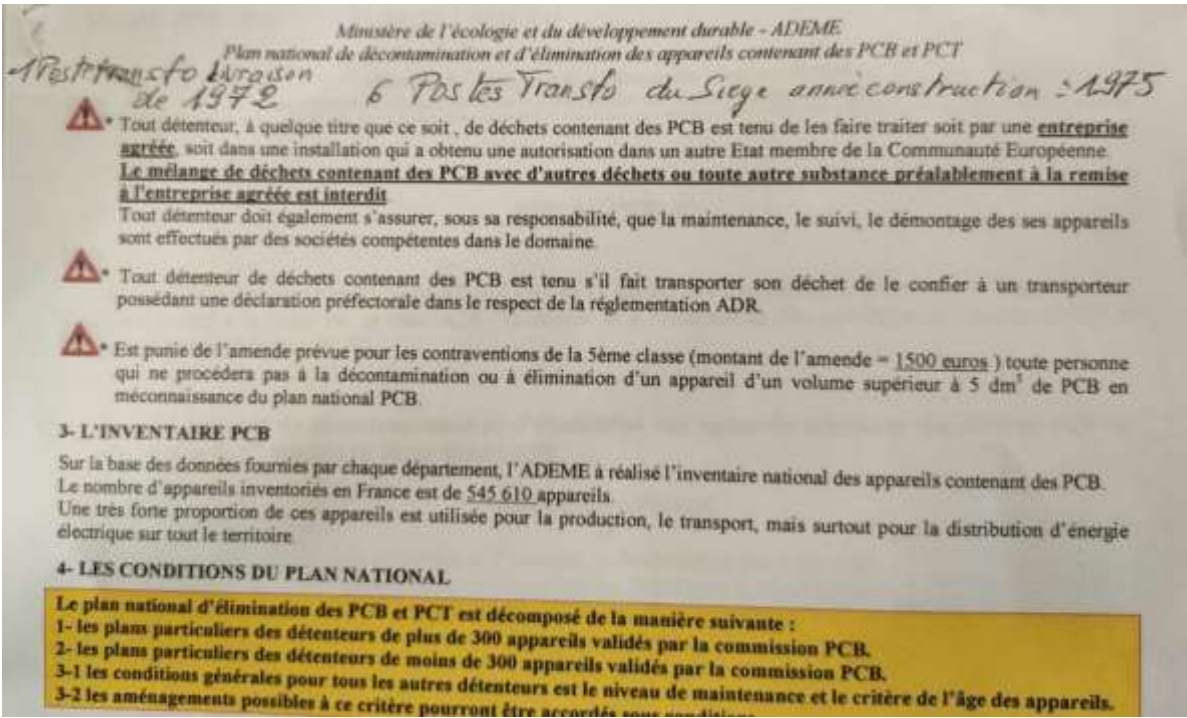 Ministère de l'écologie et du développement durable - ADEME
Plan national de décontamination et d'élimination des appareils contenant des PCB et PCT
1 Poste transfo livraison
de 1972
6 Postes Transfo du Siege année construction : 1975
* Tout détenteur, à quelque titre que ce soit , de déchets contenant des PCB est tenu de les faire traiter soit par une entreprise
agréée, soit dans une installation qui a obtenu une autorisation dans un autre Etat membre de la Communauté Européenne.
Le mélange de déchets contenant des PCB avec d'autres déchets ou toute autre substance préalablement à la remise
à l'entreprise agréée est interdit.
Tout détenteur doit également s'assurer, sous sa responsabilité, que la maintenance, le suivi, le démontage des ses appareils
sont effectués par des sociétés compétentes dans le domaine.
* Tout détenteur de déchets contenant des PCB est tenu s'il fait transporter son déchet de le confier à un transporteur
possédant une déclaration préfectorale dans le respect de la réglementation ADR.
* Est punie de l'amende prévue pour les contraventions de la 5ème classe (montant de l'amende = 1500 euros ) toute personne
qui ne procédera pas à la décontamination ou à élimination d'un appareil d'un volume supérieur à 5 dm³ de PCB en
méconnaissance du plan national PCB.
3- L'INVENTAIRE PCB
Sur la base des données fournies par chaque département, l'ADEME à réalisé l'inventaire national des appareils contenant des PCB.
Le nombre d'appareils inventoriés en France est de 545 610 appareils.
Une très forte proportion de ces appareils est utilisée pour la production, le transport, mais surtout pour la distribution d'énergie
électrique sur tout le territoire.
4- LES CONDITIONS DU PLAN NATIONAL
Le plan national d'élimination des PCB et PCT est décomposé de la manière suivante :
1- les plans particuliers des détenteurs de plus de 300 appareils validés par la commission PCB.
2- les plans particuliers des détenteurs de moins de 300 appareils validés par la commission PCB.
3-1 les conditions générales pour tous les autres détenteurs est le niveau de maintenance et le critère de l'âge des appareils.
3-2 les aménagements possibles à ce critère pourront être accordés sous conditions